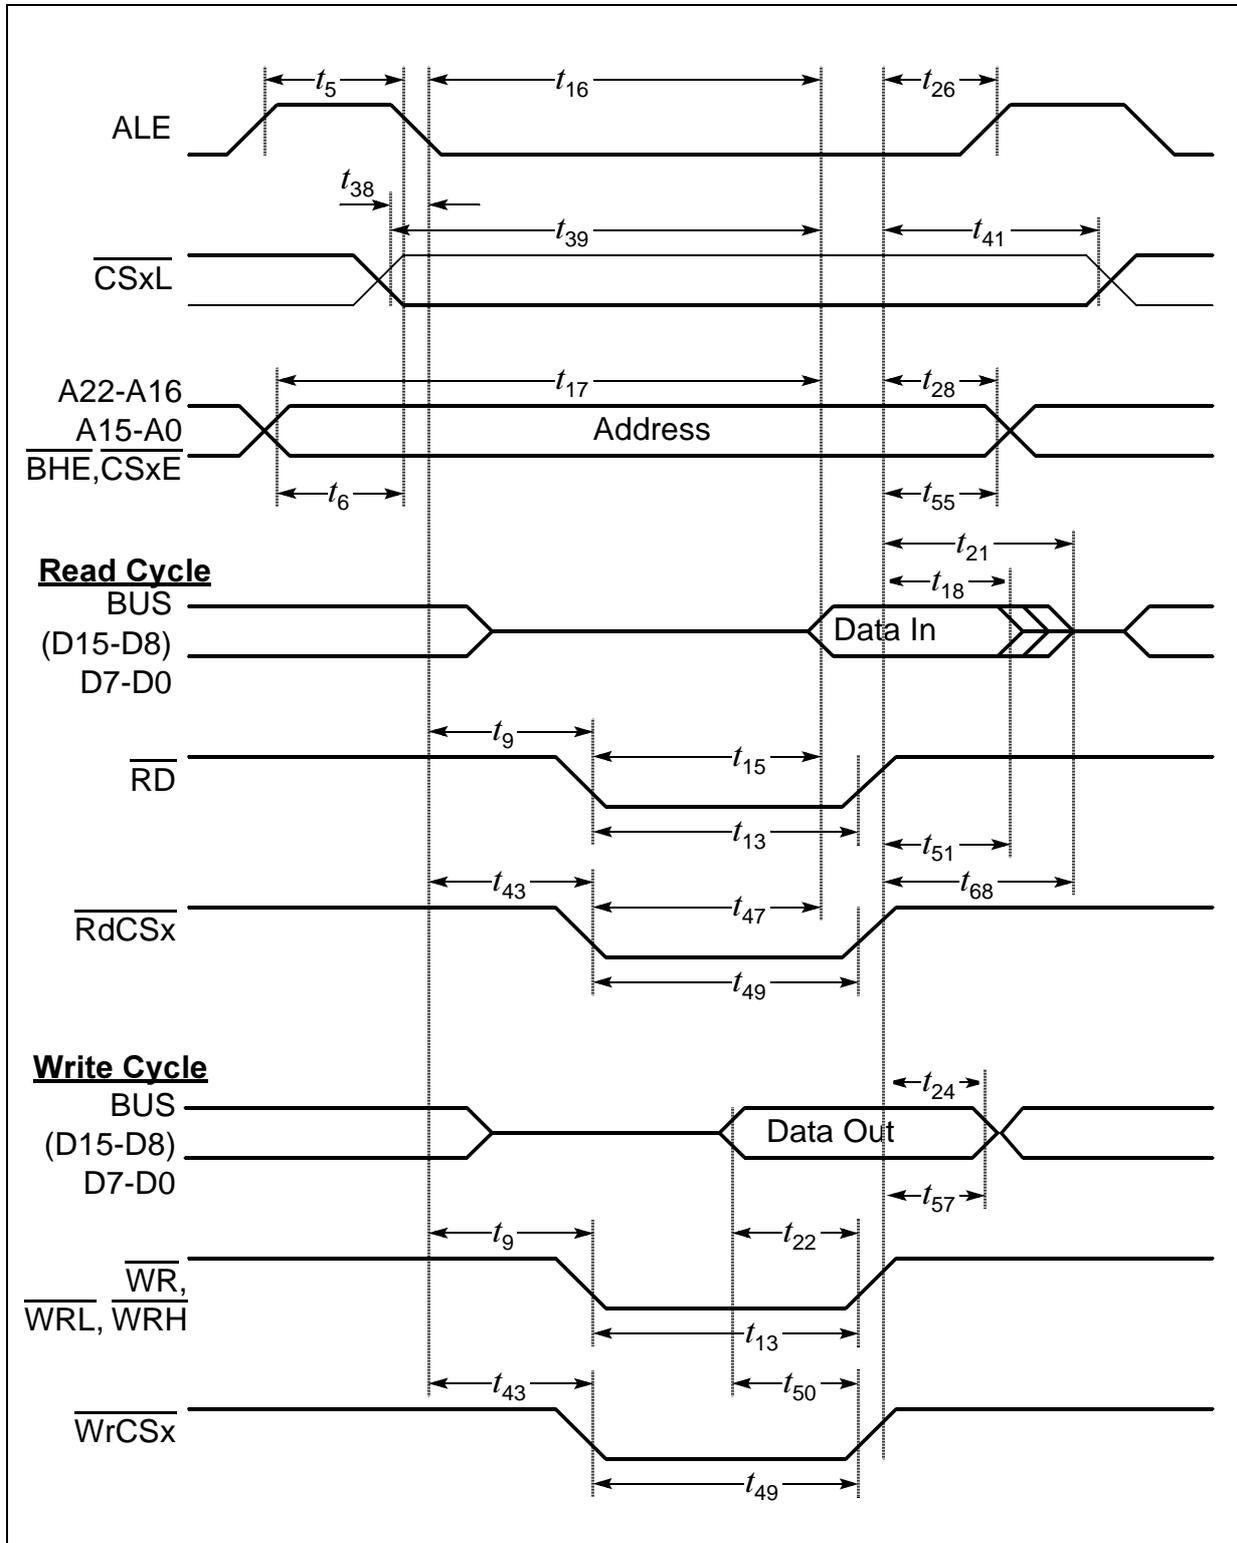 t5
t16
t26
ALE
t38
t39
t41
CSxL
A22-A16
t17
t28
A15-A0
Address
BHE,CSxE
t6
t55
t21
Read Cycle
t18
BUS
Data In
(D15-D8)
D7-D0
t9
t15
RD
t13
t51
t43
t68
t47
RdCSx
t49
Write Cycle
t24
BUS
Data Out
(D15-D8)
D7-D0
t57
t9
t22
WR,
WRL, WRH
t13
t43
t50
WrCSx
t49